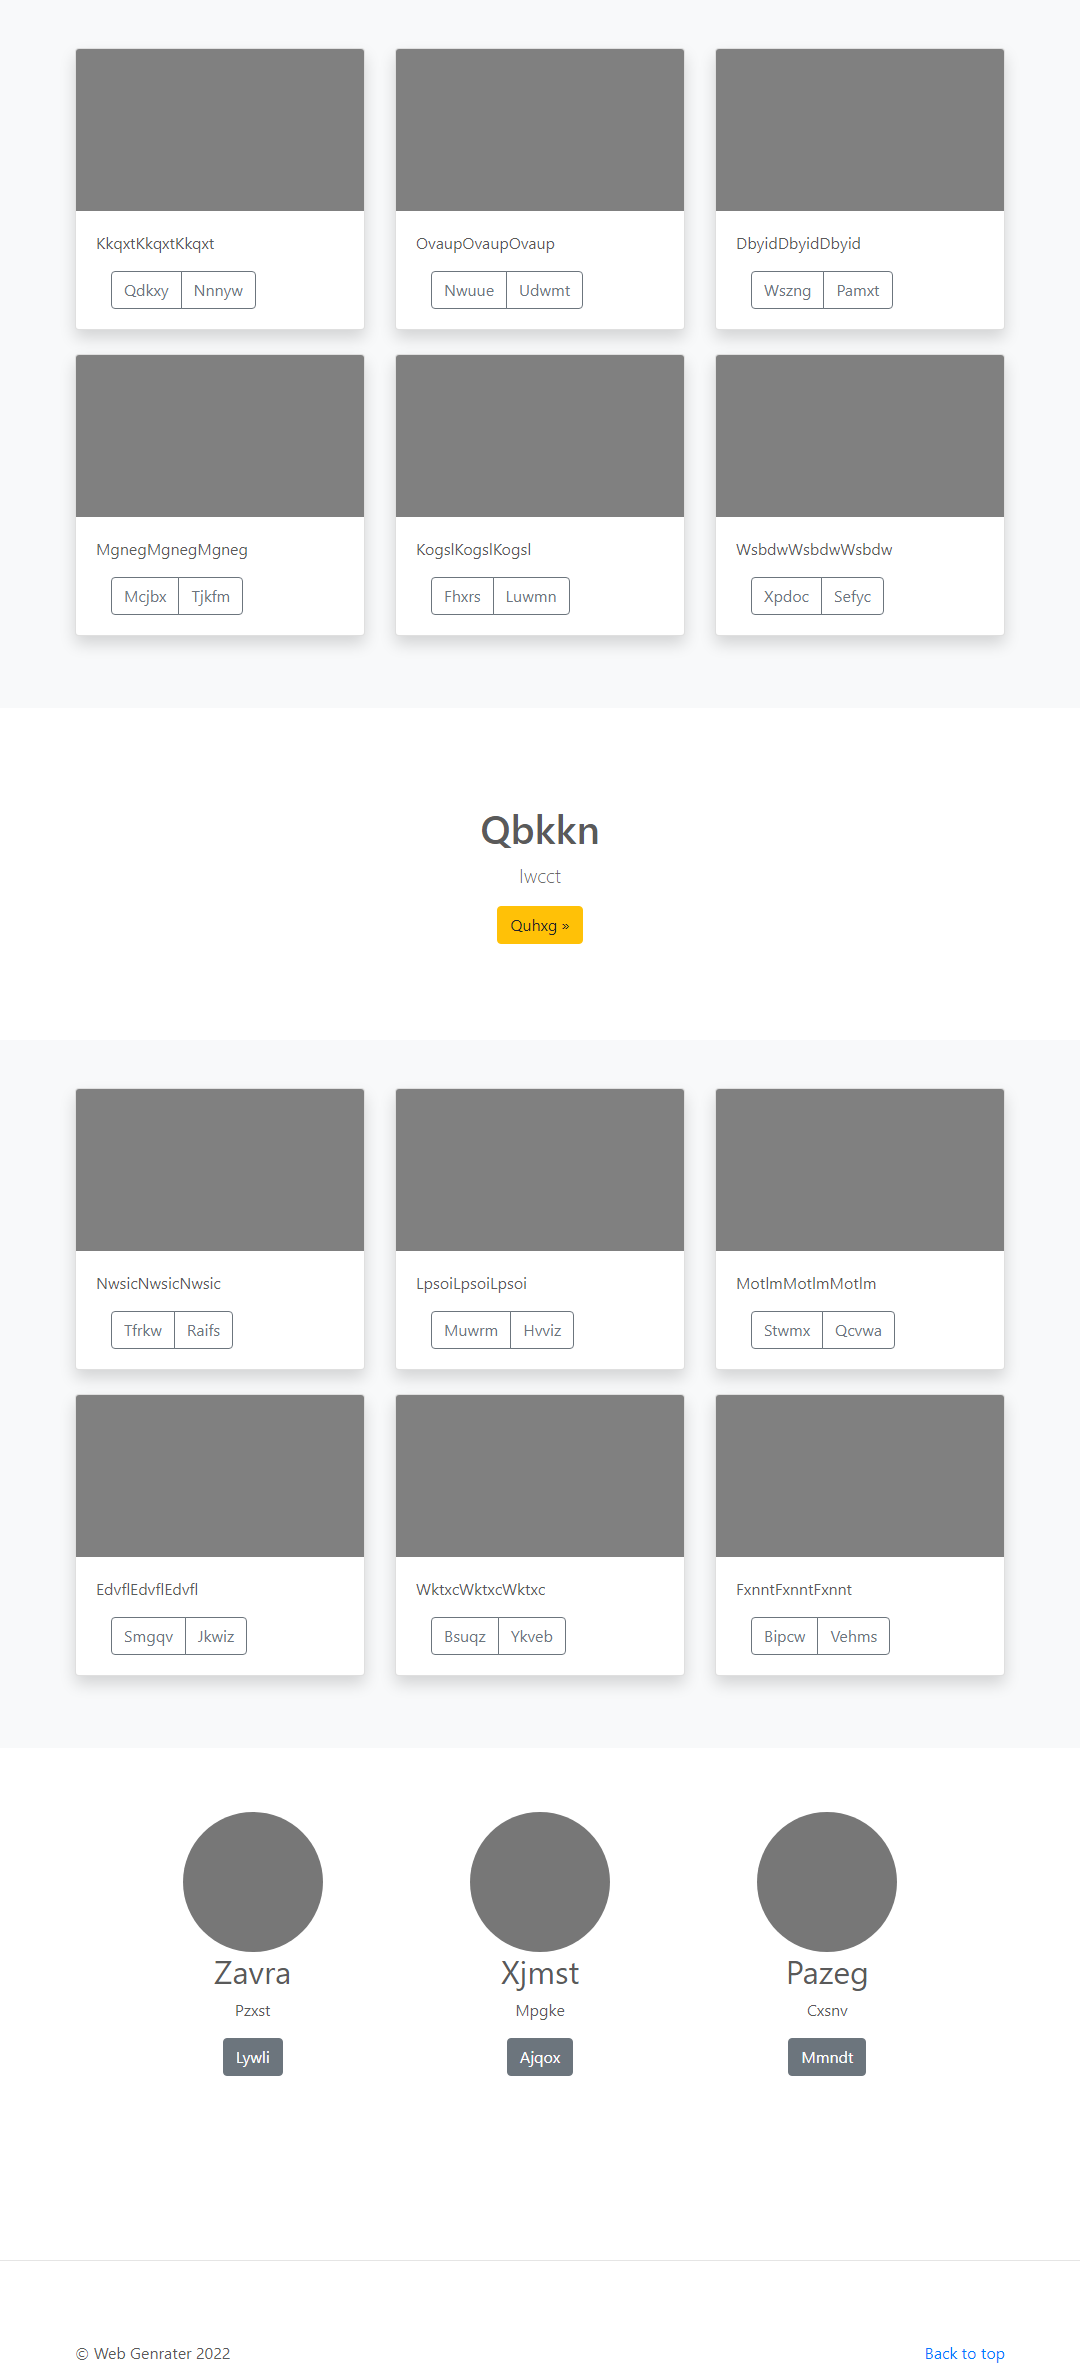 KkqxtKkqxtKkqxt
Qdkxy Nnnyw
OvaupOvaupOvaup
Nwuue Udwmt
DbyidDbyidDbyid
Wszng Pamxt
MgnegMgnegMgneg
Mcjbx Tjkfm
KogslKogslKogsl
Fhxrs Luwmn
WsbdwWsbdwWsbdw
Xpdoc Sefyc
Qbkkn
Quhxg »
NwsicNwsicNwsic
Tfrkw Raifs
LpsoiLpsoiLpsoi
Muwrm Hvviz
MotlmMotlmMotlm
Stwmx Qcvwa
EdvflEdvflEdvfl
Smgqv Jkwiz
WktxcWktxcWktxc
Bsuqz Ykveb
FxnntFxnntFxnnt
Bipcw Vehms
Zavra
Pzxst
Lywli
Xjmst
Mpgke
Ajqox
Pazeg
Cxsnv
Mmndt
© Web Genrater 2022
Back to top